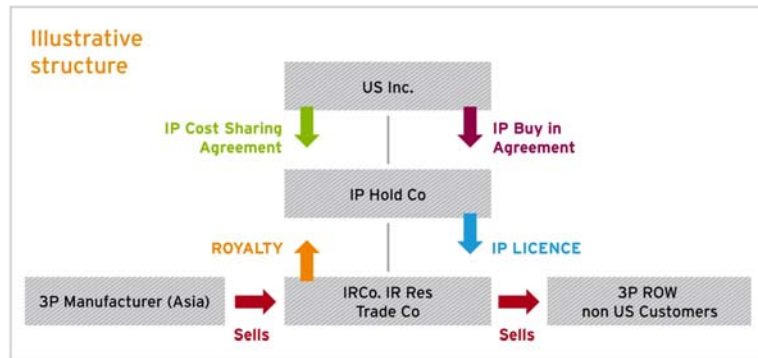 Illustrative
structure
US Inc.
IP Cost Sharing
Agreement
IP Buy in
Agreement
IP Hold Co
ROYALTY
IP LICENCE
3P Manufacturer (Asia)
Sells
IRCo. IR Res
Trade Co
Sells
3P ROW
non US Customers